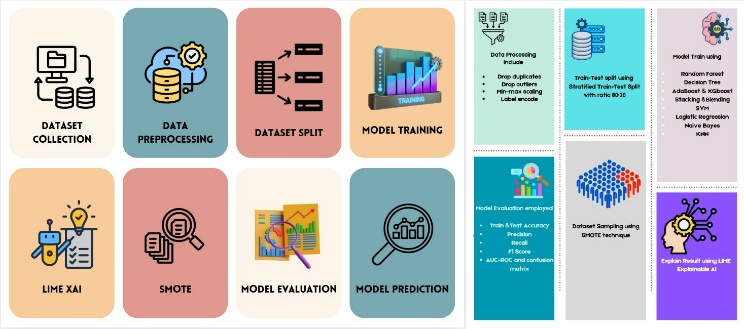 DATASET
COLLECTION
DATA
PREPROCESSING
DATASET SPLIT
TRAINING
MODEL TRAINING
LIME XAI
SMOTE
MODEL EVALUATION
MODEL PREDICTION
Data Processing
Include
Drop duplicates
Drop outliers
Min-max scaling
Label encode
Train-Test split using
Stratified Train-Test Split
with ratio 80:20
Model Train using
Random Forest
Decision Tree
AdaBoost & XGboost
Stacking &Blending
SVM
Logistic Regression
Naive Bayes
KNN
Model Evaluation employed
Train &Test Accuracy
Precision
Recall
F1 Score
AUC-ROC and confusion
matrix
Dataset Sampling using
SMOTE technique
Explain Result using LIME
Explainable AI